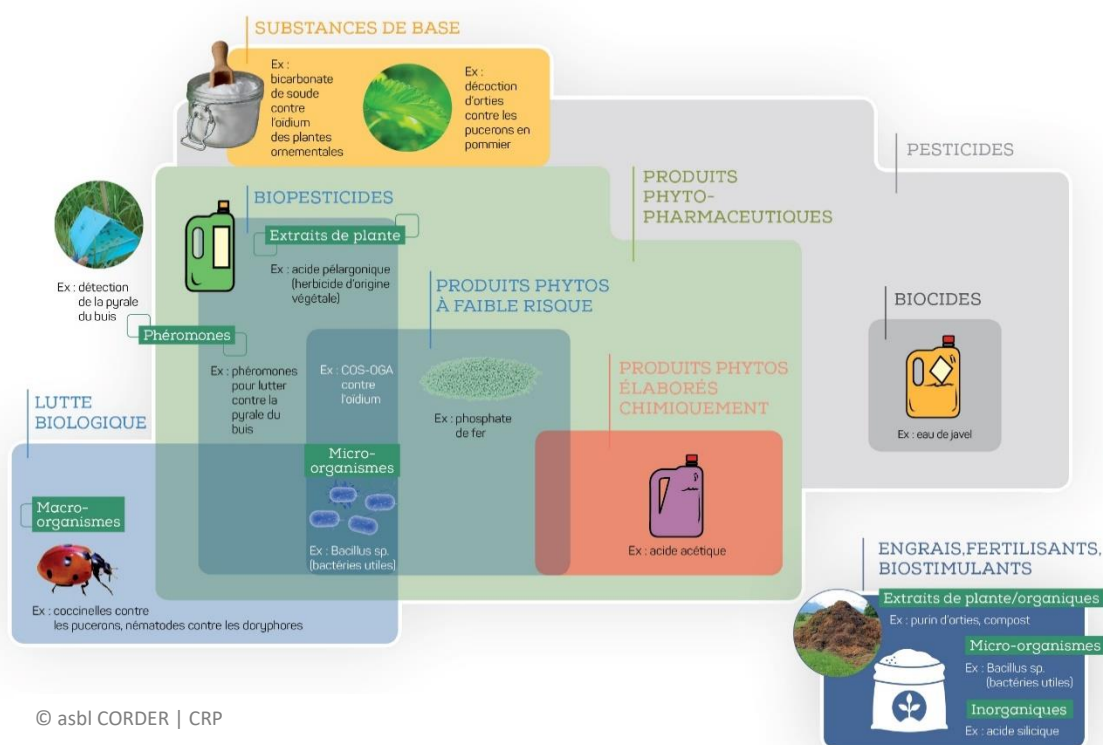 SUBSTANCES DE BASE
Ex :
bicarbonate
de soude
contre
l'oïdium
des plantes
ornementales
Ex :
décoction
d'orties
contre les
pucerons en
pommier
PESTICIDES
PRODUITS
PHYTO-
PHARMACEUTIQUES
BIOPESTICIDES
Extraits de plante
Ex : acide pélargonique
(herbicide d'origine
végétale)
Ex : détection
de la pyrale
du buis
Phéromones
Ex : phéromones
pour lutter
contre la
pyrale du
buis
PRODUITS PHYTOS
À FAIBLE RISQUE
Ex : COS-OGA
contre
l'oïdium
Ex : phosphate
de fer
BIOCIDES
Ex : eau de javel
PRODUITS PHYTOS
ÉLABORÉS
CHIMIQUEMENT
Ex : acide acétique
LUTTE
BIOLOGIQUE
Micro-
organismes
Ex : Bacillus sp.
(bactéries utiles)
Macro-
organismes
Ex : coccinelles contre
les pucerons, nématodes contre les doryphores
ENGRAIS,FERTILISANTS,
BIOSTIMULANTS
Extraits de plante/organiques
Ex : purin d'orties, compost
Micro-organismes
Ex : Bacillus sp.
(bactéries utiles)
Inorganiques
Ex : acide silicique
© asbl CORDER | CRP